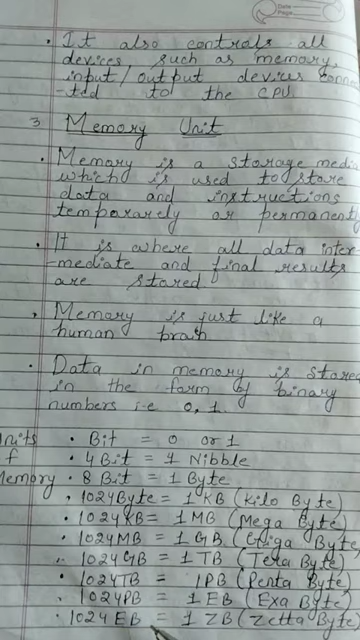 Date
Page
• It also controls all
devices, such as memory,
input/output devices conne
-ted to the CPU.
3 Memory Unit
• Memory is a storage media
which is used to store
data and instructions
temporarely or permanently
• It is where all data inter-
-mediate and final results
are stored
• Memory is just like a
human brain
• Data in memory is stored
in the form of binary
numbers i.e 0, 1.
Units • Bit = 0 or 1
f • 4 Bit = 1 Nibble
Memory • 8 Bit = 1 Byte
• 1024 Byte = 1 KB (Kilo Byte)
• 1024 KB = 1 MB (Mega Byte)
• 1024 MB = 1 GB (Giga Byte)
• 1024 GB = 1 TB (Tera Byte)
• 1024 TB = 1 PB (Penta Byte)
• 1024 PB = 1 EB (Exa Byte)
• 1024 EB = 1 ZB (Zetta Byte)